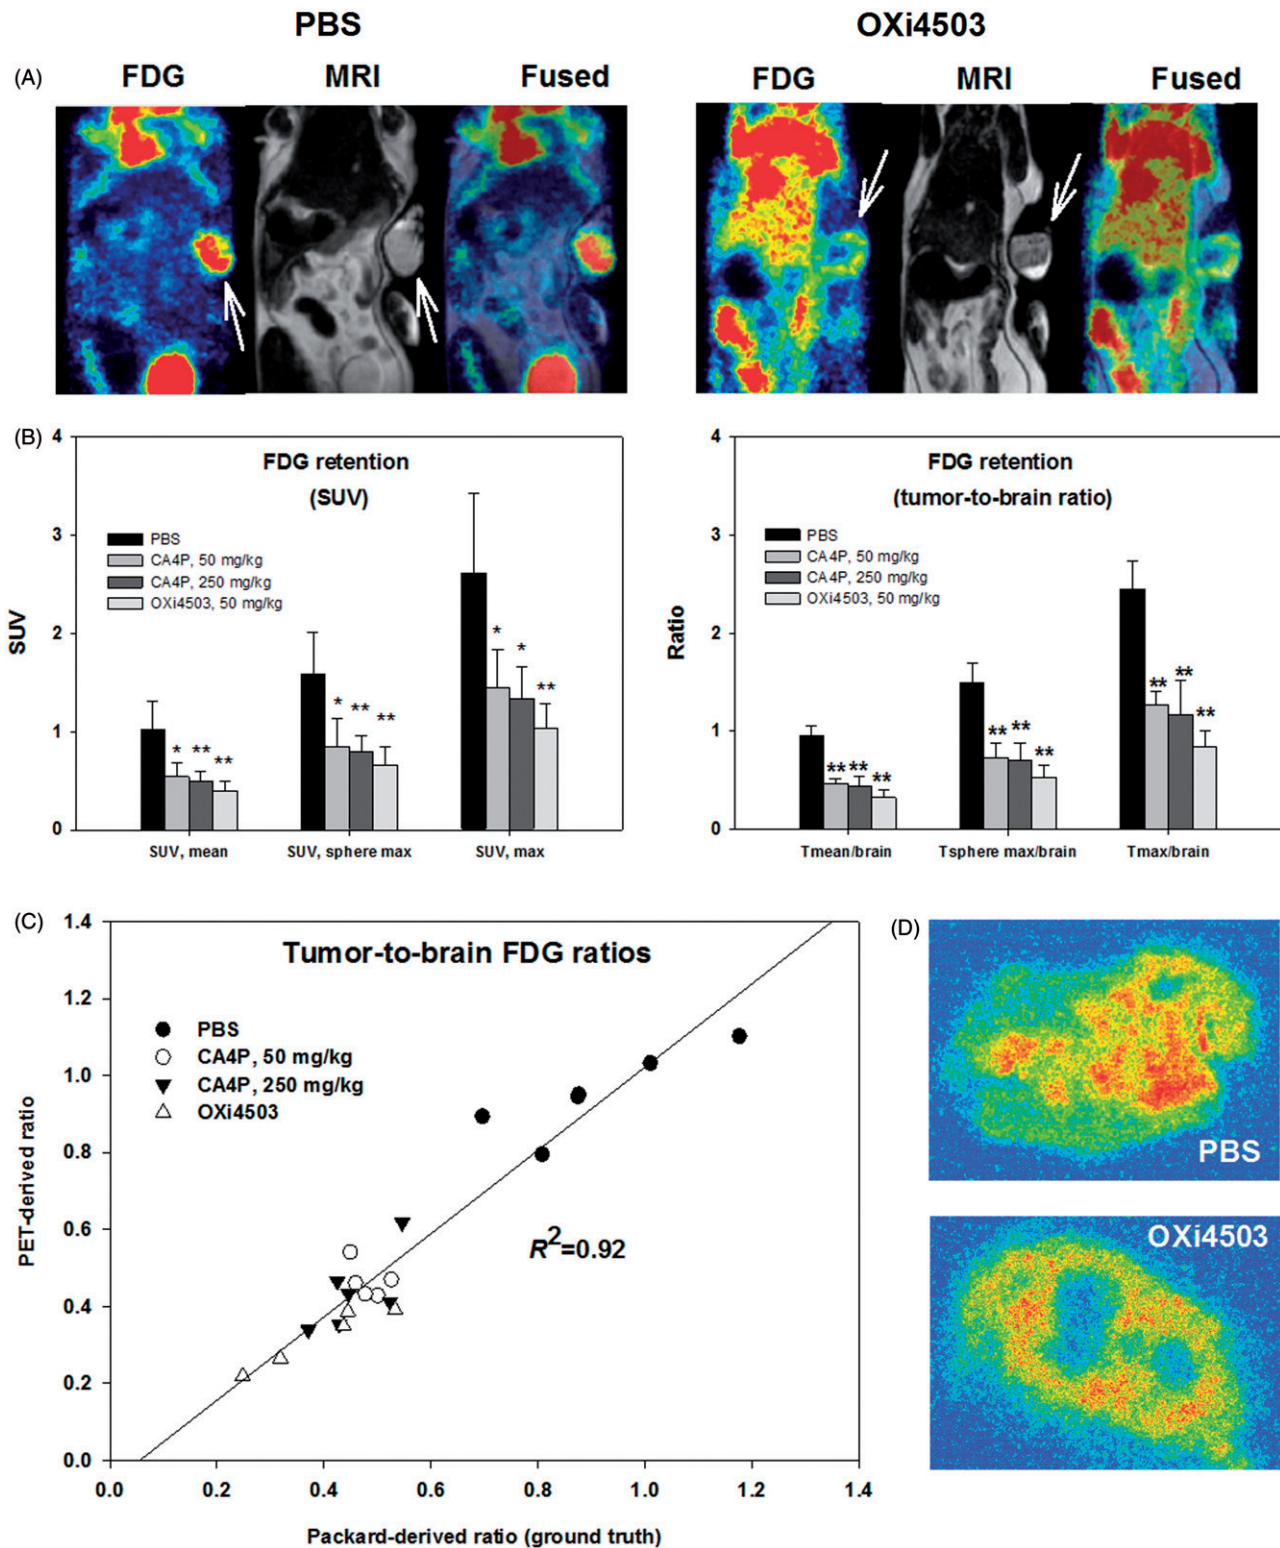 PBS
OXi4503
(A)
FDG
MRI
Fused
FDG
MRI
Fused
(B)
4
3
2
1
0
SUV
FDG retention
(SUV)
PBS
CA4P, 50 mg/kg
CA4P, 250 mg/kg
OXi4503, 50 mg/kg
* ** **
* ** **
* * **
SUV, mean
SUV, sphere max
SUV, max
4
3
2
1
0
Ratio
FDG retention
(tumor-to-brain ratio)
PBS
CA4P, 50 mg/kg
CA4P, 250 mg/kg
OXi4503, 50 mg/kg
** ** **
** ** **
** ** **
Tmean/brain
Tsphere max/brain
Tmax/brain
(C)
1.4
1.2
1.0
0.8
0.6
0.4
0.2
0.0
PET-derived ratio
Tumor-to-brain FDG ratios
PBS
CA4P, 50 mg/kg
CA4P, 250 mg/kg
OXi4503
R2=0.92
0.0 0.2 0.4 0.6 0.8 1.0 1.2 1.4
Packard-derived ratio (ground truth)
(D)
PBS
OXi4503